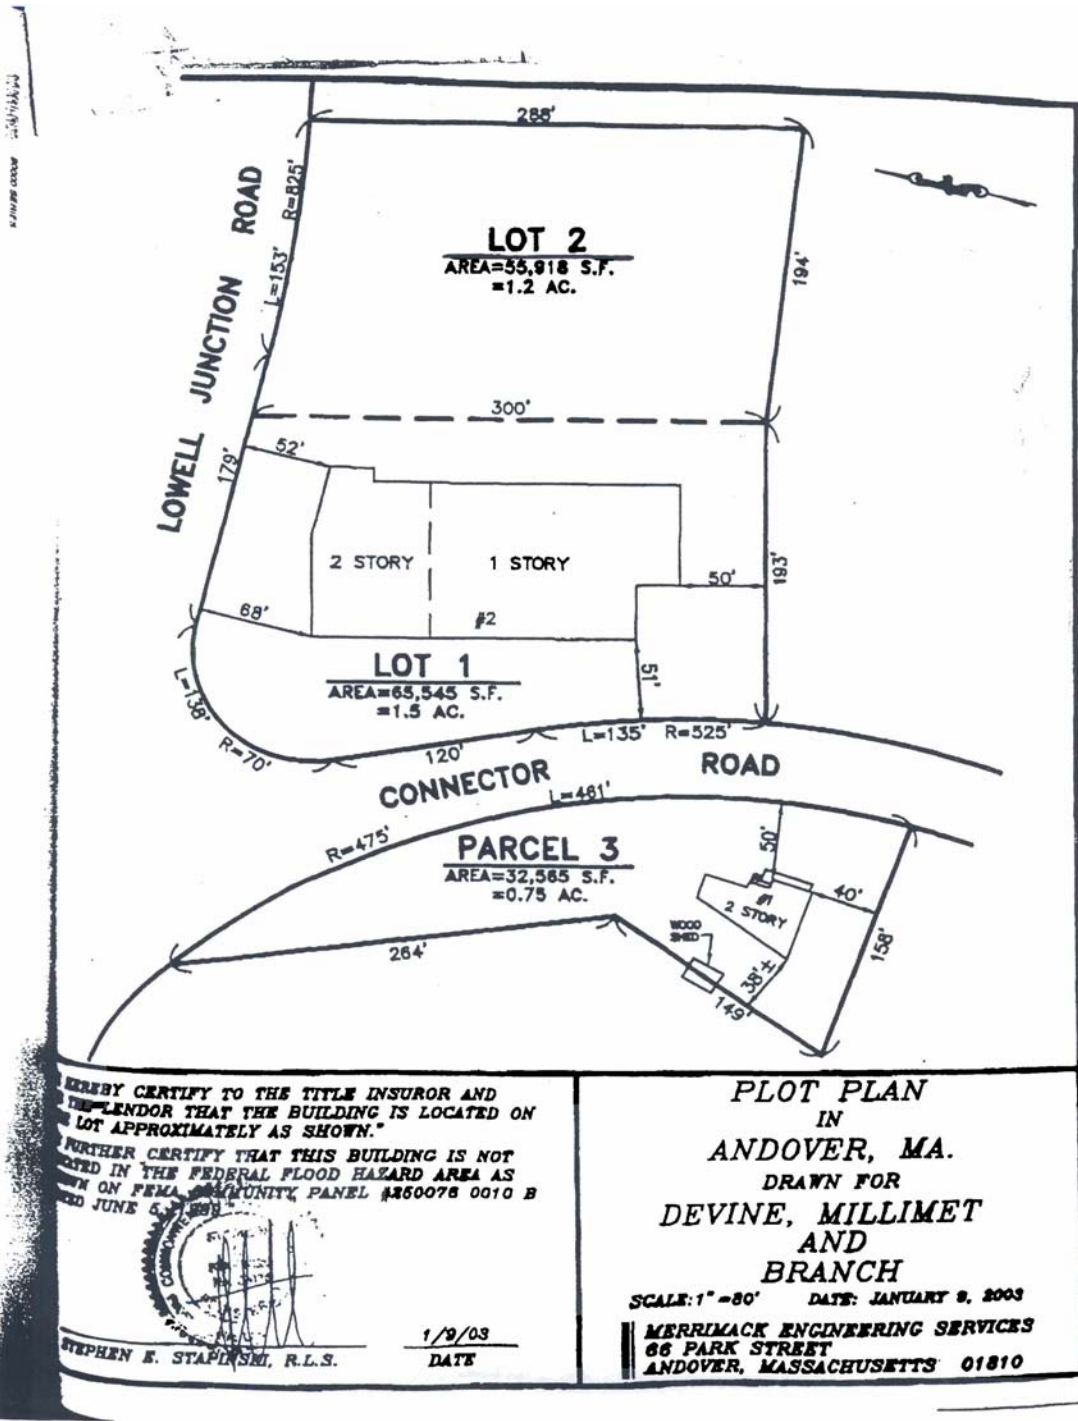 288'
R=825'
L=153'
LOWELL JUNCTION ROAD
LOT 2
AREA=55,918 S.F.
=1.2 AC.
194'
300'
52'
179'
2 STORY
1 STORY
50'
193'
68'
#2
LOT 1
AREA=65,545 S.F.
=1.5 AC.
51'
L=138'
R=70'
120'
L=135' R=525'
CONNECTOR ROAD
L=461'
R=475'
PARCEL 3
AREA=32,565 S.F.
=0.75 AC.
50'
#1
2 STORY
40'
WOOD
SHED
264'
158'
38'±
149'
CERTIFY TO THE TITLE INSUROR AND
LENDOR THAT THE BUILDING IS LOCATED ON
LOT APPROXIMATELY AS SHOWN."
FURTHER CERTIFY THAT THIS BUILDING IS NOT
IN THE FEDERAL FLOOD HAZARD AREA AS
ON FEMA COMMUNITY PANEL #250076 0010 B
JUNE 5,
STEPHEN E. STAPINSKI, R.L.S.
1/9/03
DATE
PLOT PLAN
IN
ANDOVER, MA.
DRAWN FOR
DEVINE, MILLIMET
AND
BRANCH
SCALE: 1"=80' DATE: JANUARY 9, 2003
MERRIMACK ENGINEERING SERVICES
66 PARK STREET
ANDOVER, MASSACHUSETTS 01810